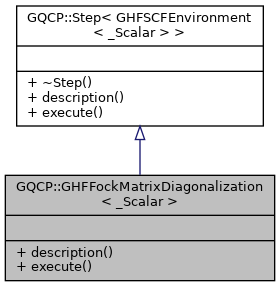 GQCP::Step< GHFSCFEnvironment
< _Scalar > >
+ ~Step()
+ description()
+ execute()
GQCP::GHFFockMatrixDiagonalization
< _Scalar >
+ description()
+ execute()